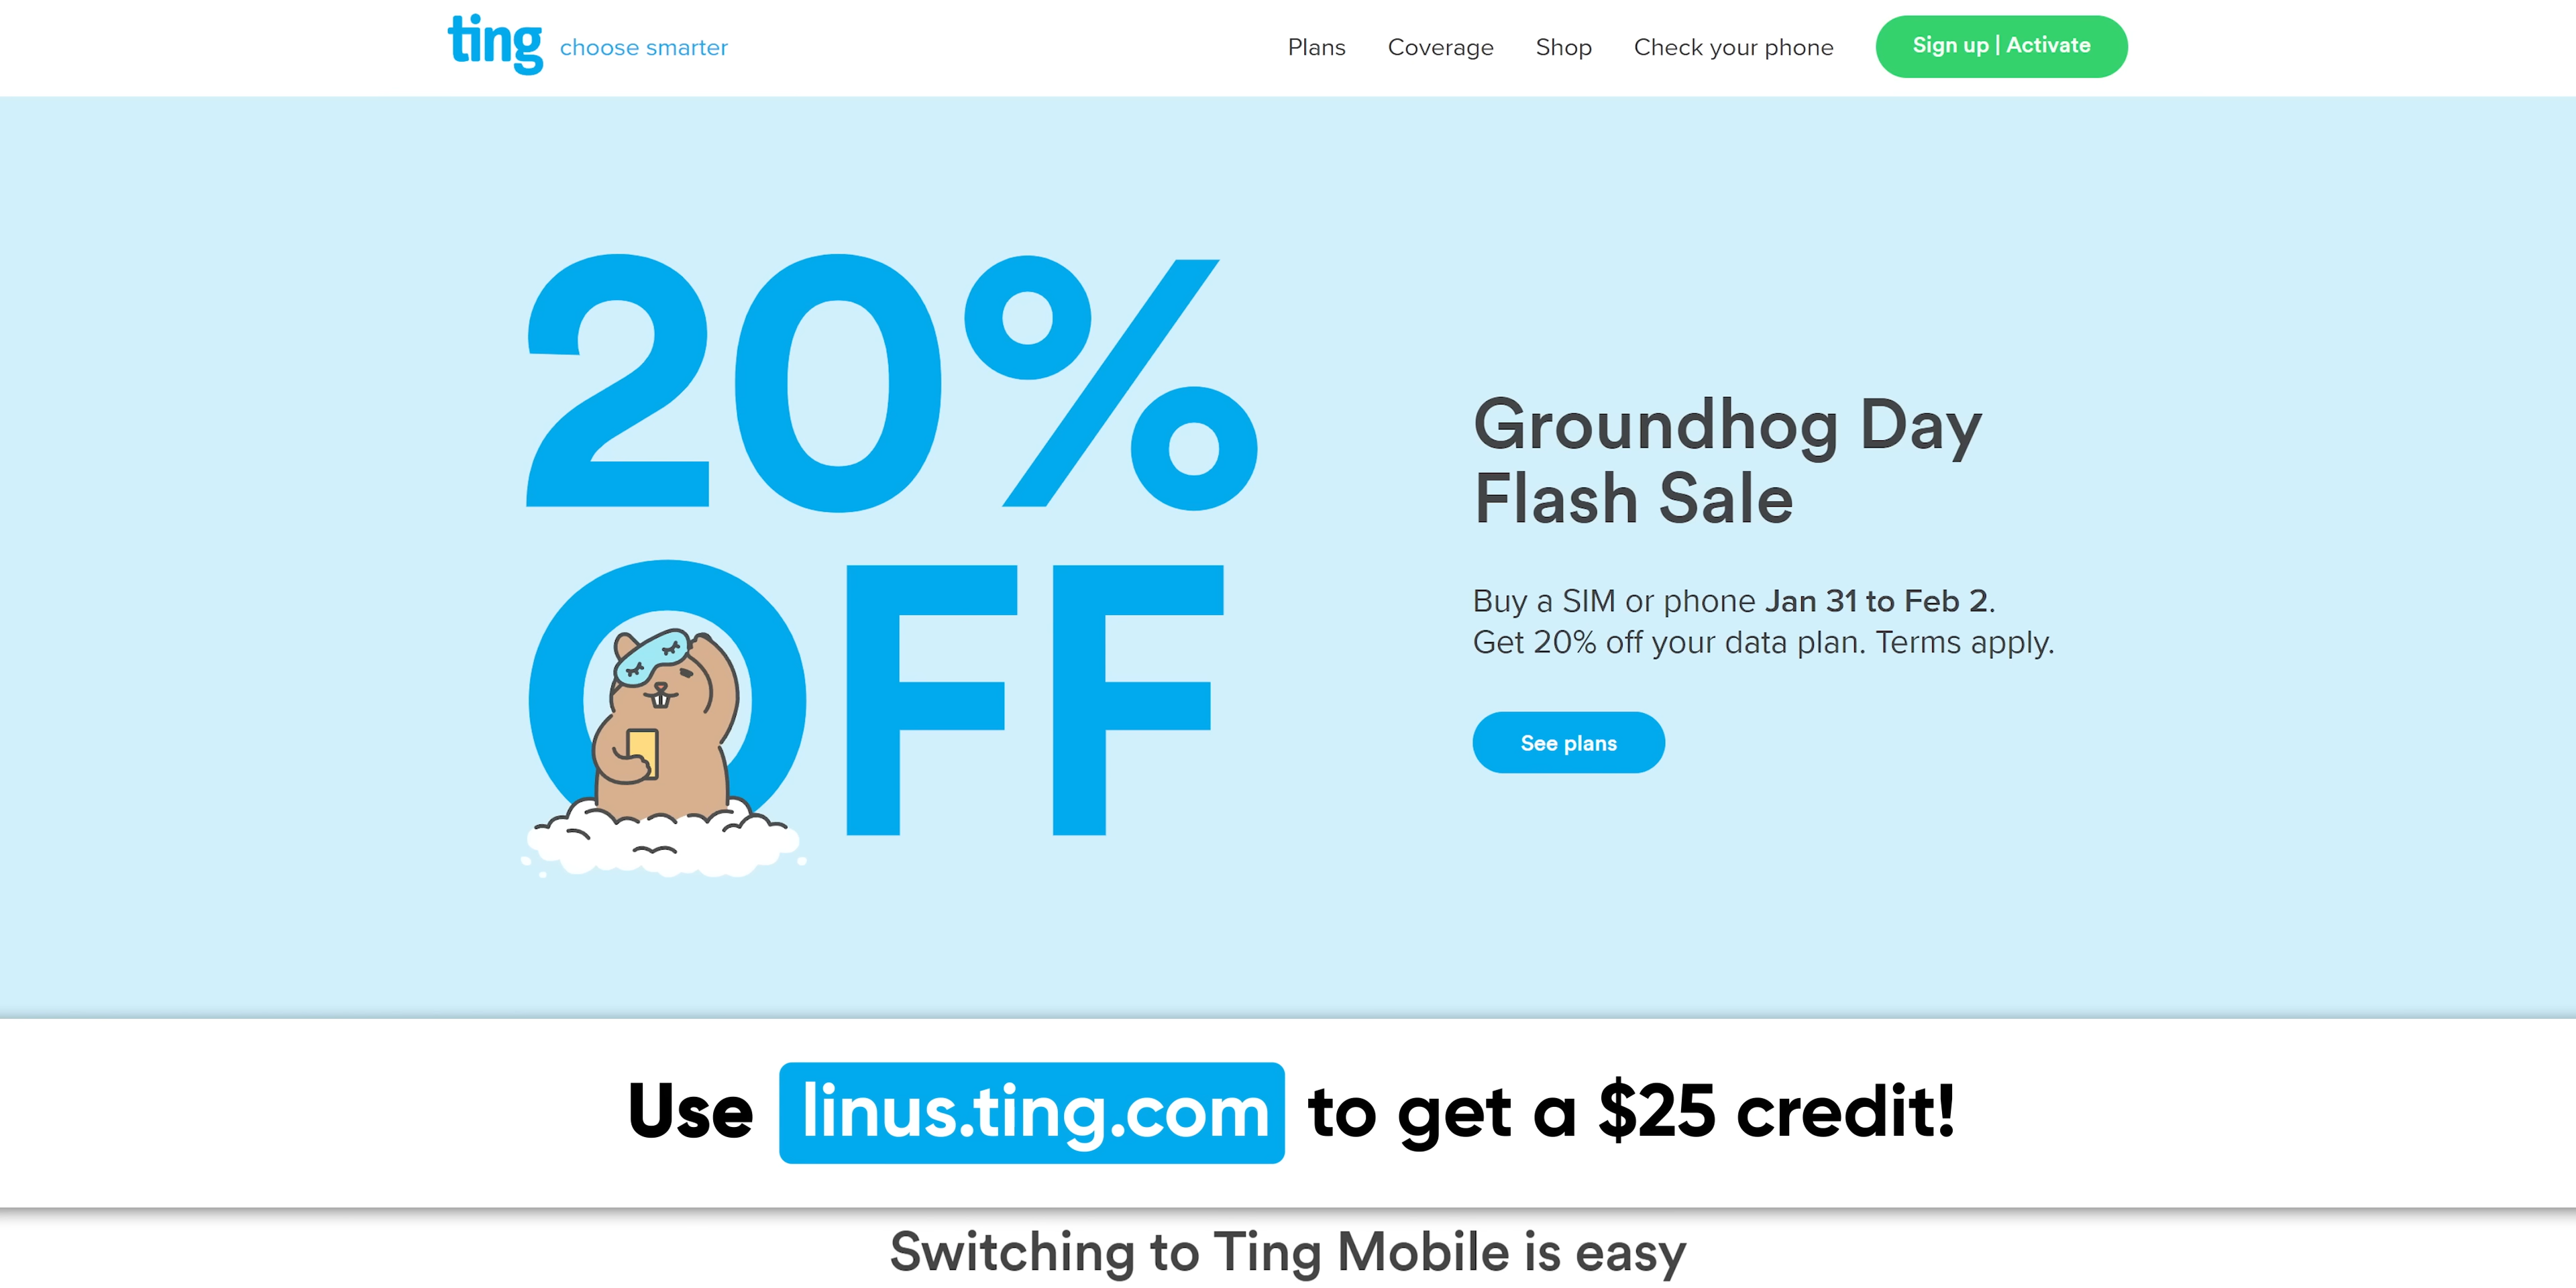 ting choose smarter
Plans Coverage Shop Check your phone Sign up | Activate
20%
OFF
Groundhog Day
Flash Sale
Buy a SIM or phone Jan 31 to Feb 2.
Get 20% off your data plan. Terms apply.
See plans
Use linus.ting.com to get a $25 credit!
Switching to Ting Mobile is easy